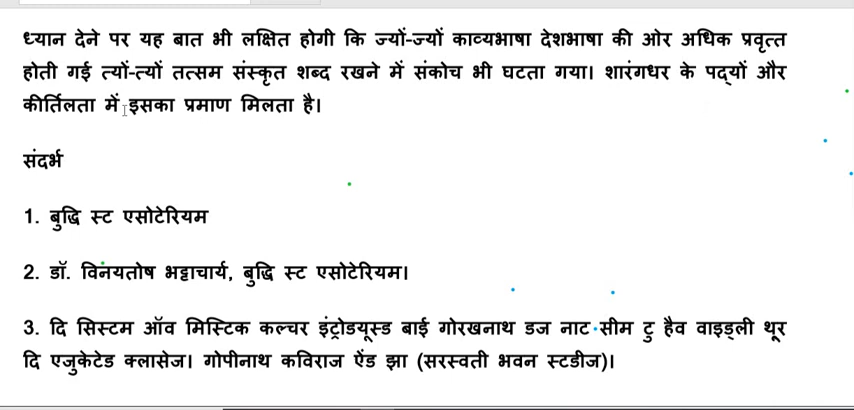 ध्यान देने पर यह बात भी लक्षित होगी कि ज्यों-ज्यों काव्यभाषा देशभाषा की ओर अधिक प्रवृत्त
होती गई त्यों-त्यों तत्सम संस्कृत शब्द रखने में संकोच भी घटता गया। शारंगधर के पद्यों और
कीर्तिलता में इसका प्रमाण मिलता है।
संदर्भ
1. बुद्धि स्ट एसोटेरियम
2. डॉ. विनयतोष भट्टाचार्य, बुद्धि स्ट एसोटेरियम।
3. दि सिस्टम ऑव मिस्टिक कल्चर इंट्रोडयूस्ड बाई गोरखनाथ डज नाट सीम टु हैव वाइड्ली थ्रू
दि एजुकेटेड क्लासेज। गोपीनाथ कविराज ऐंड झा (सरस्वती भवन स्टडीज)।